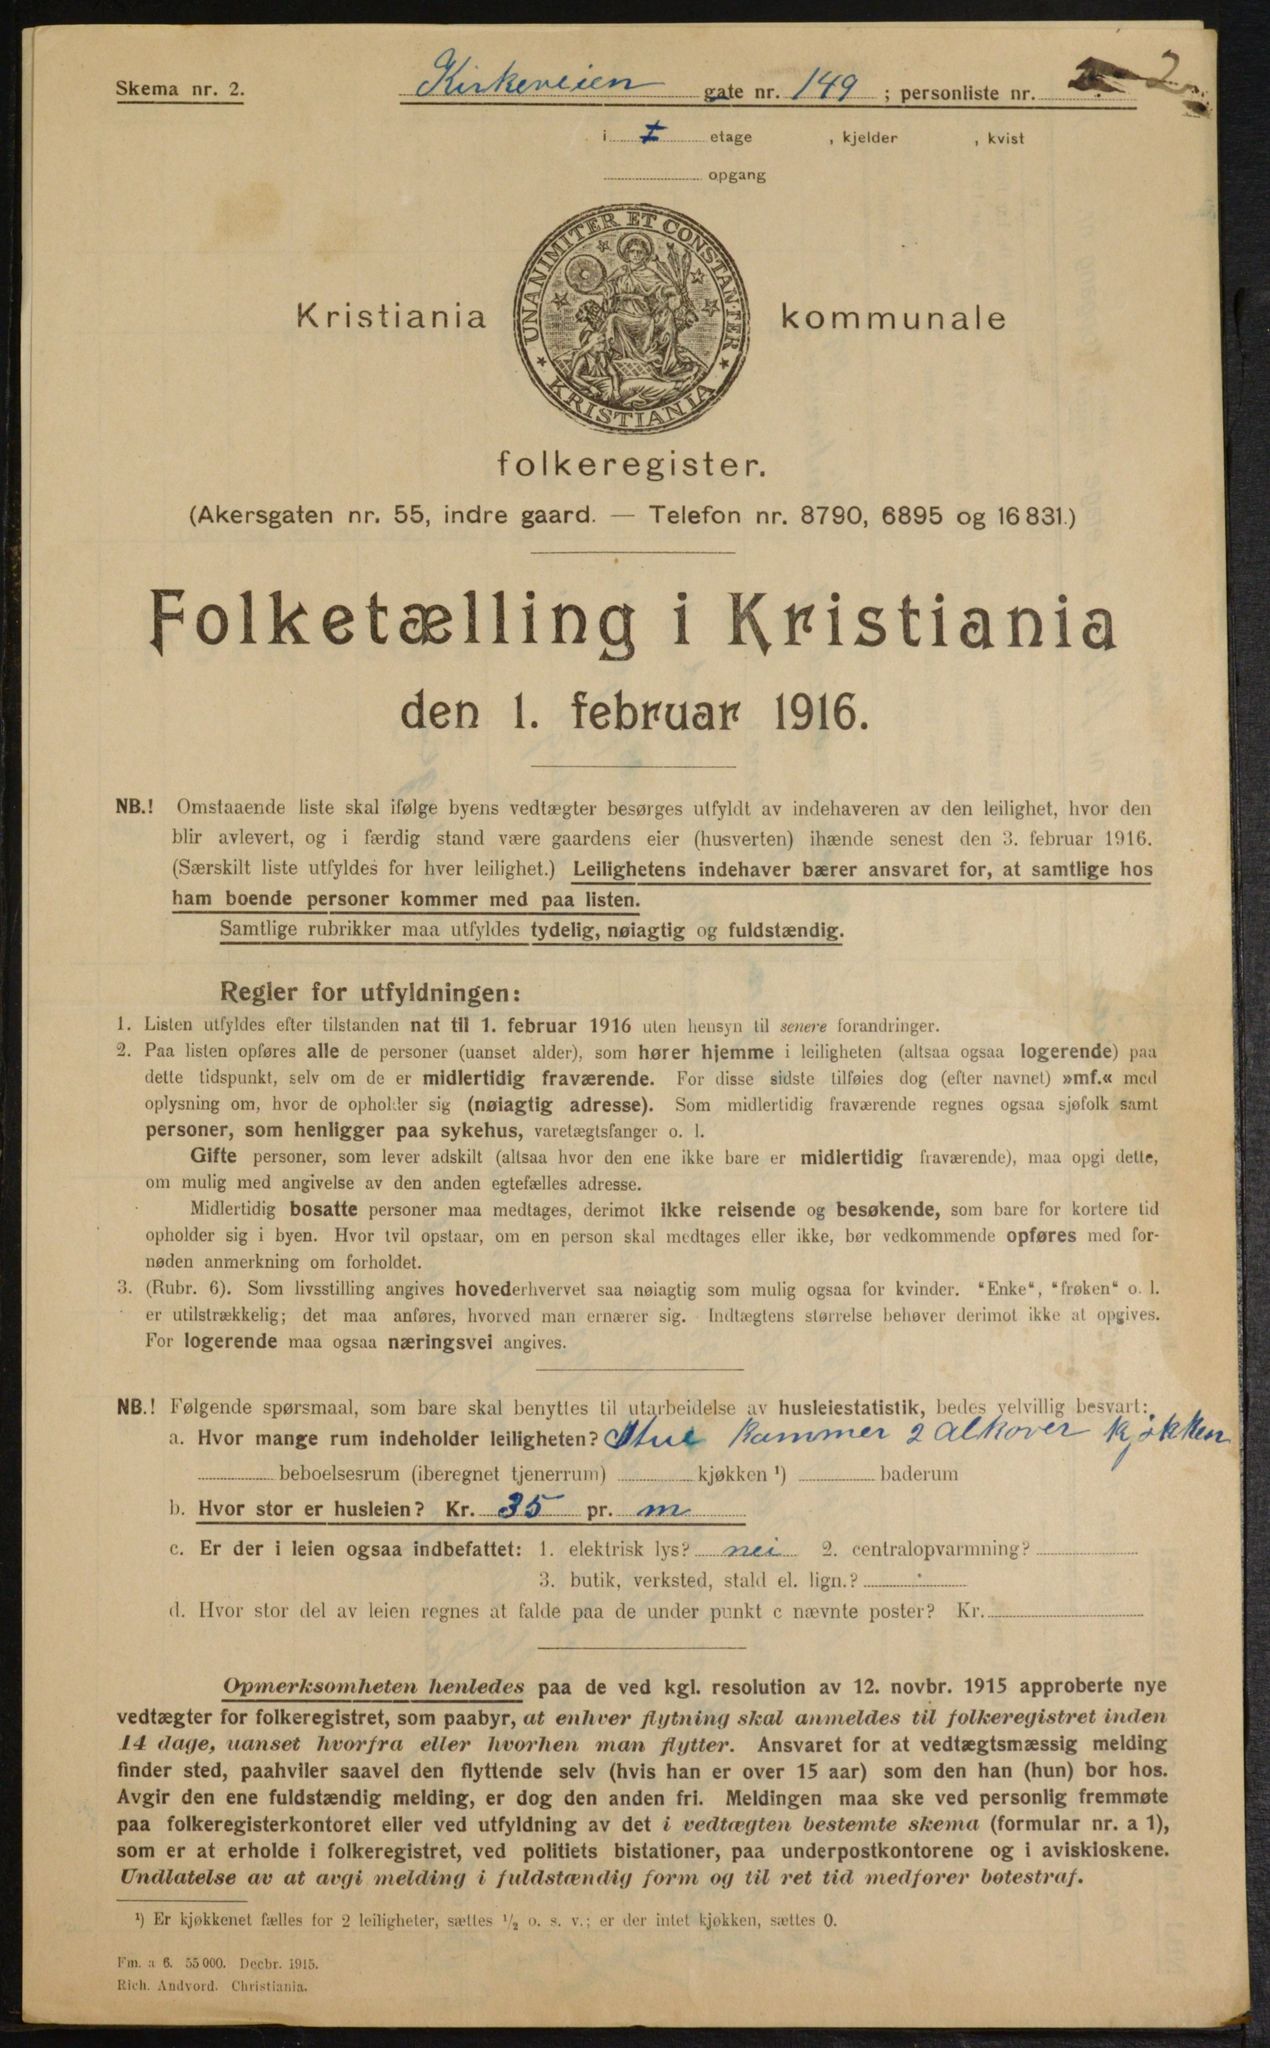 Skema nr. 2. Kirkeveien gate nr. 149 ; personliste nr. 2
i I etage , kjelder , kvist
opgang
UNANIMITER ET CONSTANTER
KRISTIANIA
Kristiania kommunale
folkeregister.
(Akersgaten nr. 55, indre gaard. — Telefon nr. 8790, 6895 og 16831.)
Folketælling i Kristiania
den 1. februar 1916.
NB.! Omstaaende liste skal ifølge byens vedtægter besørges utfyldt av indehaveren av den leilighet, hvor den
blir avlevert, og i færdig stand være gaardens eier (husverten) ihænde senest den 3. februar 1916.
(Særskilt liste utfyldes for hver leilighet.) Leilighetens indehaver bærer ansvaret for, at samtlige hos
ham boende personer kommer med paa listen.
Samtlige rubrikker maa utfyldes tydelig, nøiagtig og fuldstændig.
Regler for utfyldningen:
1. Listen utfyldes efter tilstanden nat til 1. februar 1916 uten hensyn til senere forandringer.
2. Paa listen opføres alle de personer (uanset alder), som hører hjemme i leiligheten (altsaa ogsaa logerende) paa
dette tidspunkt, selv om de er midlertidig fraværende. For disse sidste tilføies dog (efter navnet) »mf.« med
oplysning om, hvor de opholder sig (nøiagtig adresse). Som midlertidig fraværende regnes ogsaa sjøfolk samt
personer, som henligger paa sykehus, varetægtsfanger o. l.
Gifte personer, som lever adskilt (altsaa hvor den ene ikke bare er midlertidig fraværende), maa opgi dette,
om mulig med angivelse av den anden egtefælles adresse.
Midlertidig bosatte personer maa medtages, derimot ikke reisende og besøkende, som bare for kortere tid
opholder sig i byen. Hvor tvil opstaar, om en person skal medtages eller ikke, bør vedkommende opføres med for-
nøden anmerkning om forholdet.
3. (Rubr. 6). Som livsstilling angives hovederhvervet saa nøiagtig som mulig ogsaa for kvinder. "Enke", "frøken" o. l.
er utilstrækkelig; det maa anføres, hvorved man ernærer sig. Indtægtens størrelse behøver derimot ikke at opgives.
For logerende maa ogsaa næringsvei angives.
NB.! Følgende spørsmaal, som bare skal benyttes til utarbeidelse av husleiestatistik, bedes velvillig besvart:
a. Hvor mange rum indeholder leiligheten? Stue Kammer 2 alkover kjøkken
beboelsesrum (iberegnet tjenerrum) kjøkken ¹) baderum
b. Hvor stor er husleien? Kr. 35 pr. m
c. Er der i leien ogsaa indbefattet: 1. elektrisk lys? nei 2. centralopvarmning?
3. butik, verksted, stald el. lign.?
d. Hvor stor del av leien regnes at falde paa de under punkt c nævnte poster? Kr.
Opmerksomheten henledes paa de ved kgl. resolution av 12. novbr. 1915 approberte nye
vedtægter for folkeregistret, som paabyr, at enhver flytning skal anmeldes til folkeregistret inden
14 dage, uanset hvorfra eller hvorhen man flytter. Ansvaret for at vedtægtsmæssig melding
finder sted, paahviler saavel den flyttende selv (hvis han er over 15 aar) som den han (hun) bor hos.
Avgir den ene fuldstændig melding, er dog den anden fri. Meldingen maa ske ved personlig fremmøte
paa folkeregisterkontoret eller ved utfyldning av det i vedtægten bestemte skema (formular nr. a 1),
som er at erholde i folkeregistret, ved politiets bistationer, paa underpostkontorene og i aviskioskene.
Undlatelse av at avgi melding i fuldstændig form og til ret tid medfører bøtestraf.
¹) Er kjøkkenet fælles for 2 leiligheter, sættes ½ o. s. v.; er der intet kjøkken, sættes 0.
Fm. a 6. 55000. Decbr. 1915.
Rich. Andvord. Christiania.